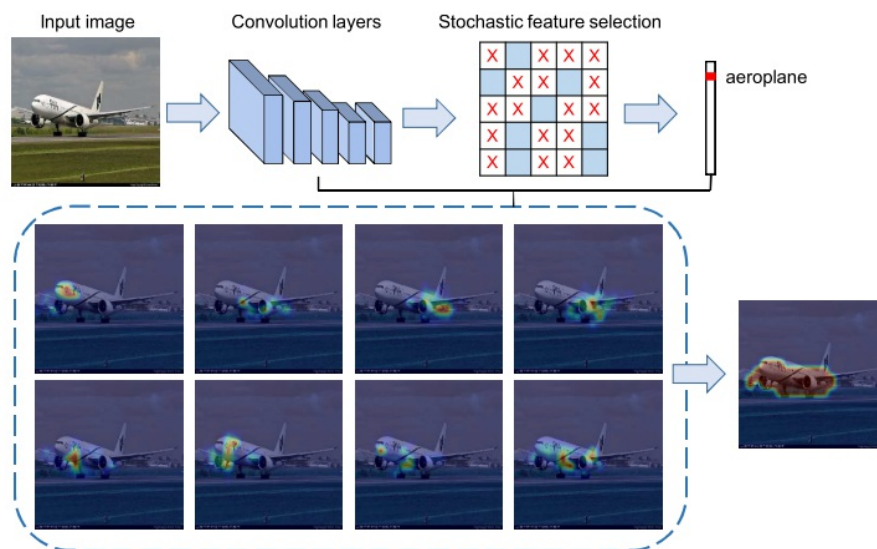 Input image
Convolution layers
Stochastic feature selection
X X X X
X X X
X X X X
X X X
X X X
aeroplane